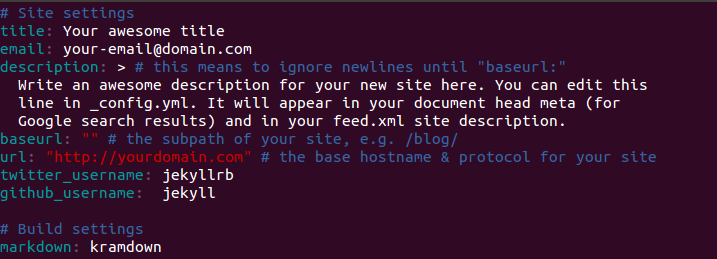 # Site settings
title: Your awesome title
email: your-email@domain.com
description: > # this means to ignore newlines until "baseurl:"
  Write an awesome description for your new site here. You can edit this
  line in _config.yml. It will appear in your document head meta (for
  Google search results) and in your feed.xml site description.
baseurl: "" # the subpath of your site, e.g. /blog/
url: "http://yourdomain.com" # the base hostname & protocol for your site
twitter_username: jekyllrb
github_username:  jekyll

# Build settings
markdown: kramdown